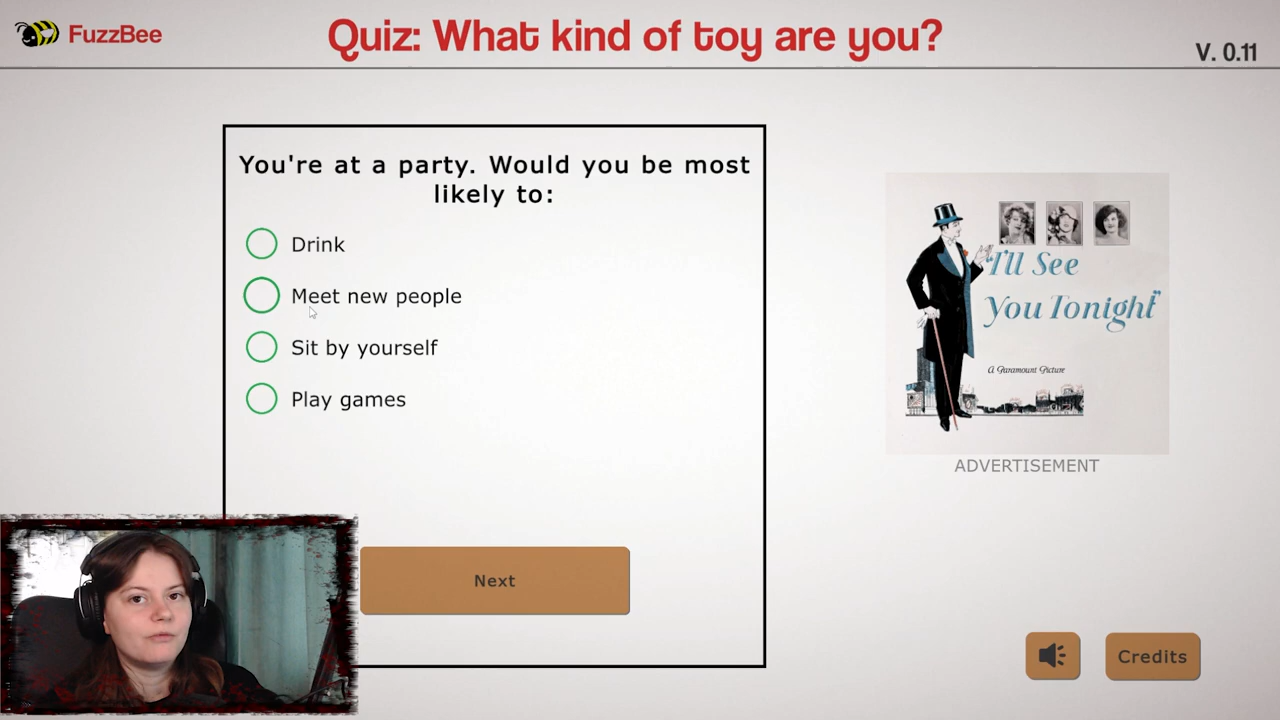 FuzzBee
Quiz: What kind of toy are you?
V. 0.11
You're at a party. Would you be most
likely to:
Drink
Meet new people
Sit by yourself
Play games
Next
"I'll See
You Tonight"
A Paramount Picture
ADVERTISEMENT
Credits